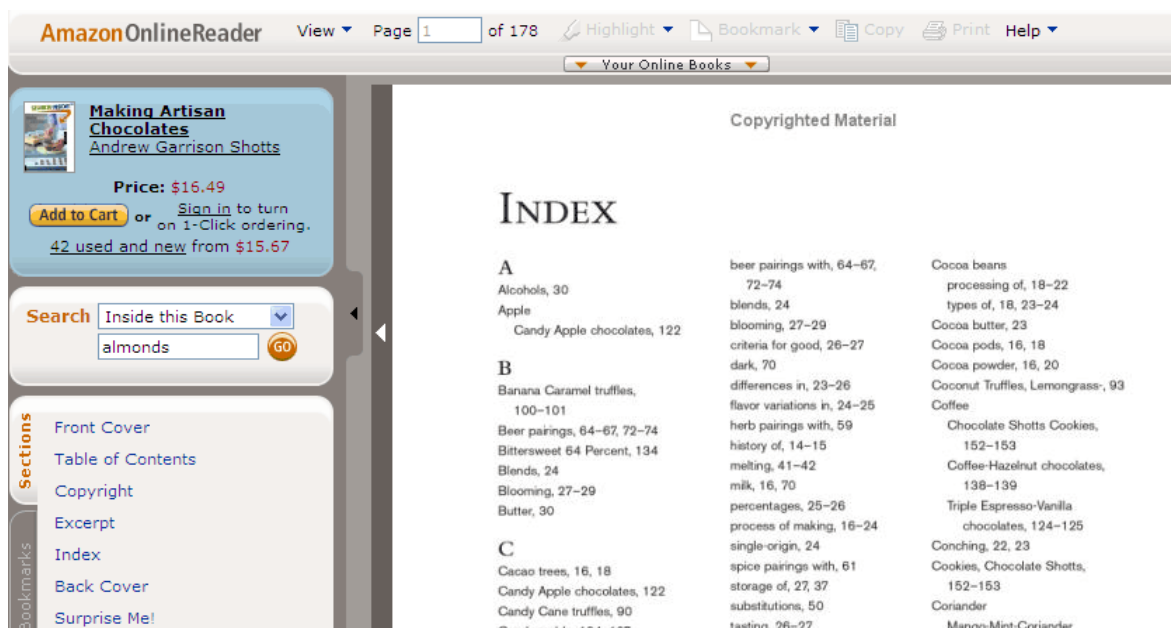 AmazonOnlineReader View Page 1 of 178 Highlight Bookmark Copy Print Help
Your Online Books
Making Artisan
Chocolates
Andrew Garrison Shotts
Price: $16.49
Add to Cart or Sign in to turn
on 1-Click ordering.
42 used and new from $15.67
Search Inside this Book
almonds GO
Sections
Front Cover
Table of Contents
Copyright
Excerpt
Index
Back Cover
Surprise Me!
Bookmarks
Copyrighted Material
INDEX
A
Alcohols, 30
Apple
Candy Apple chocolates, 122
B
Banana Caramel truffles,
100–101
Beer pairings, 64–67, 72–74
Bittersweet 64 Percent, 134
Blends, 24
Blooming, 27–29
Butter, 30
C
Cacao trees, 16, 18
Candy Apple chocolates, 122
Candy Cane truffles, 90
beer pairings with, 64–67,
72–74
blends, 24
blooming, 27–29
criteria for good, 26–27
dark, 70
differences in, 23–26
flavor variations in, 24–25
herb pairings with, 59
history of, 14–15
melting, 41–42
milk, 16, 70
percentages, 25–26
process of making, 16–24
single-origin, 24
spice pairings with, 61
storage of, 27, 37
substitutions, 50
tasting, 26–27
Cocoa beans
processing of, 18–22
types of, 18, 23–24
Cocoa butter, 23
Cocoa pods, 16, 18
Cocoa powder, 16, 20
Coconut Truffles, Lemongrass-, 93
Coffee
Chocolate Shotts Cookies,
152–153
Coffee-Hazelnut chocolates,
138–139
Triple Espresso-Vanilla
chocolates, 124–125
Conching, 22, 23
Cookies, Chocolate Shotts,
152–153
Coriander
Mango-Mint-Coriander